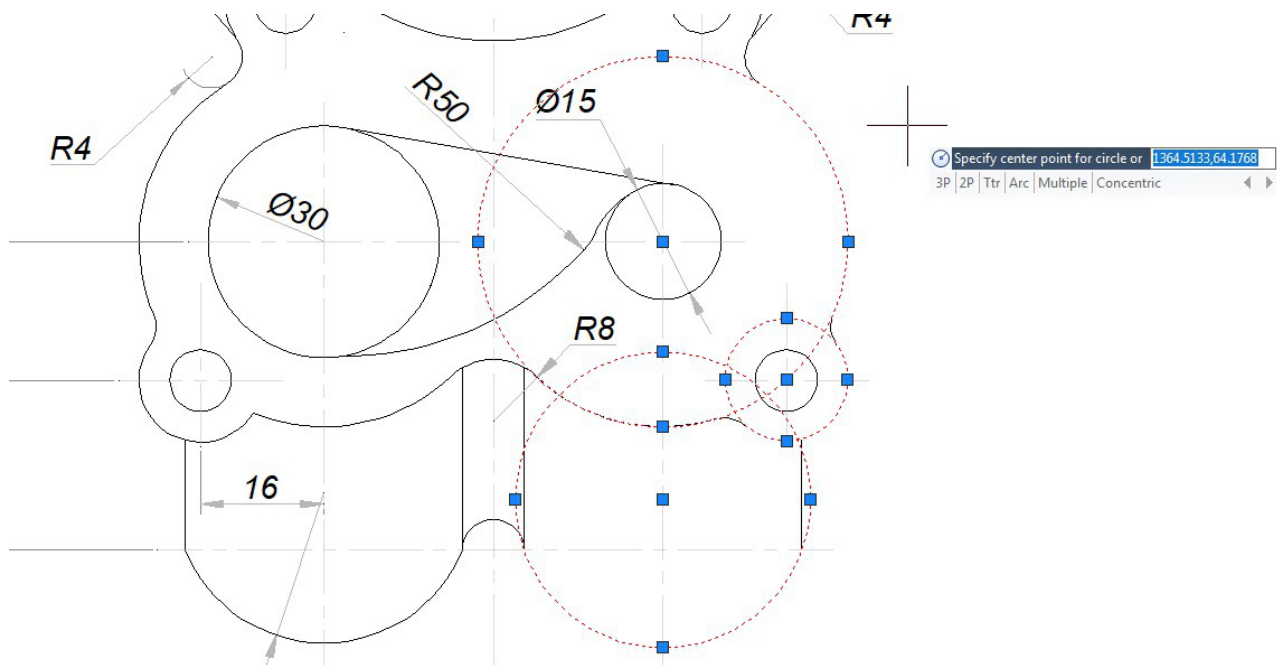 R4
R4
R50
Ø15
Specify center point for circle or 1364.5133,64.1768
3P 2P Ttr Arc Multiple Concentric
Ø30
R8
16